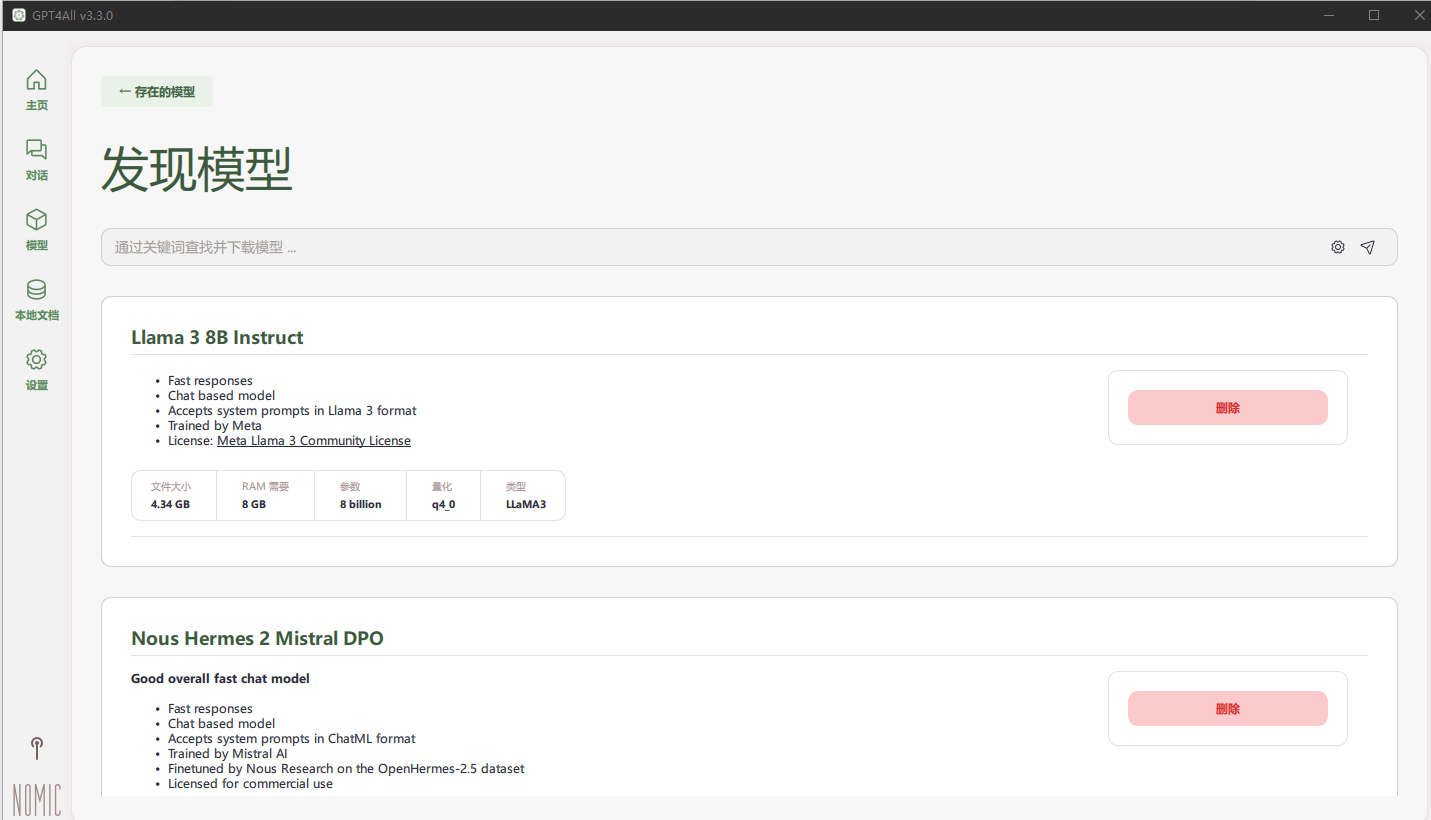 GPT4All v3.3.0
主页
对话
模型
本地文档
设置
NOMIC
← 存在的模型
发现模型
通过关键词查找并下载模型 ...
Llama 3 8B Instruct
• Fast responses
• Chat based model
• Accepts system prompts in Llama 3 format
• Trained by Meta
• License: Meta Llama 3 Community License
删除
文件大小 RAM 需要 参数 量化 类型
4.34 GB 8 GB 8 billion q4_0 LLaMA3
Nous Hermes 2 Mistral DPO
Good overall fast chat model
• Fast responses
• Chat based model
• Accepts system prompts in ChatML format
• Trained by Mistral AI
• Finetuned by Nous Research on the OpenHermes-2.5 dataset
• Licensed for commercial use
删除